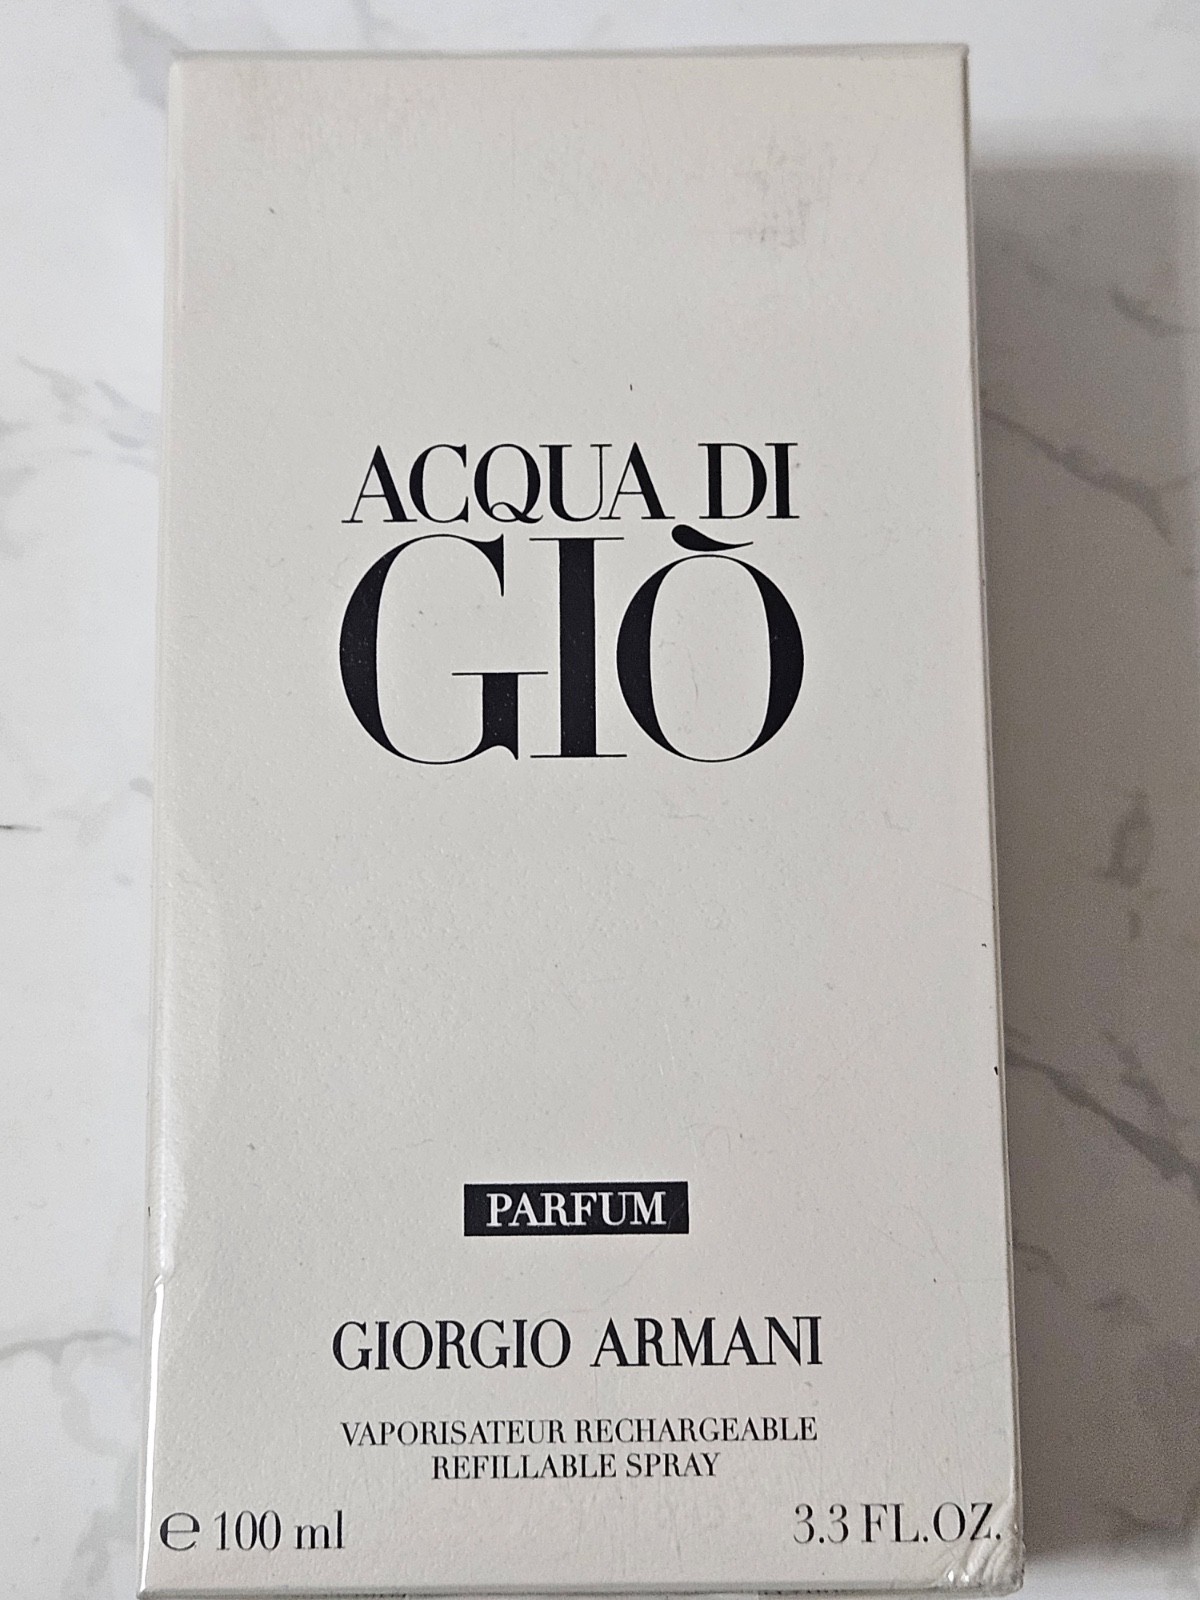 ACQUA DI
GIÒ
PARFUM
GIORGIO ARMANI
VAPORISATEUR RECHARGEABLE
REFILLABLE SPRAY
℮ 100 ml
3.3 FL.OZ.